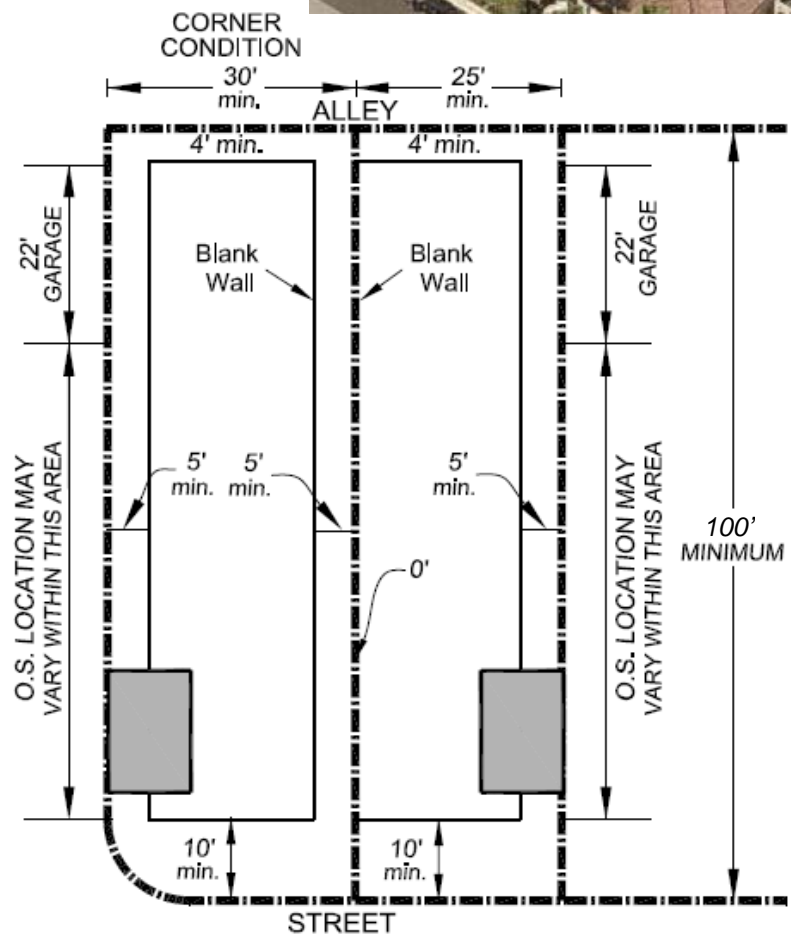 CORNER
CONDITION
30'
min.
25'
min.
ALLEY
4' min.
4' min.
22'
GARAGE
Blank
Wall
Blank
Wall
22'
GARAGE
O.S. LOCATION MAY
VARY WITHIN THIS AREA
5'
min.
5'
min.
5'
min.
O.S. LOCATION MAY
VARY WITHIN THIS AREA
100'
MINIMUM
0'
10'
min.
10'
min.
STREET